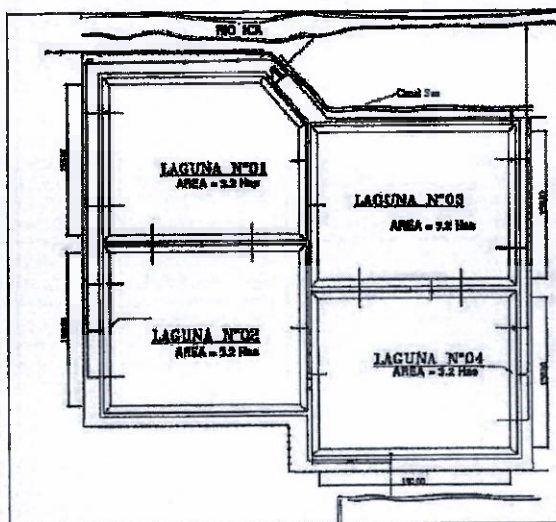 RIO ICA
Canal Sur
LAGUNA N°01
AREA = 3.2 Has
LAGUNA N°03
AREA = 3.2 Has
LAGUNA N°02
AREA = 3.2 Has
LAGUNA N°04
AREA = 3.2 Has